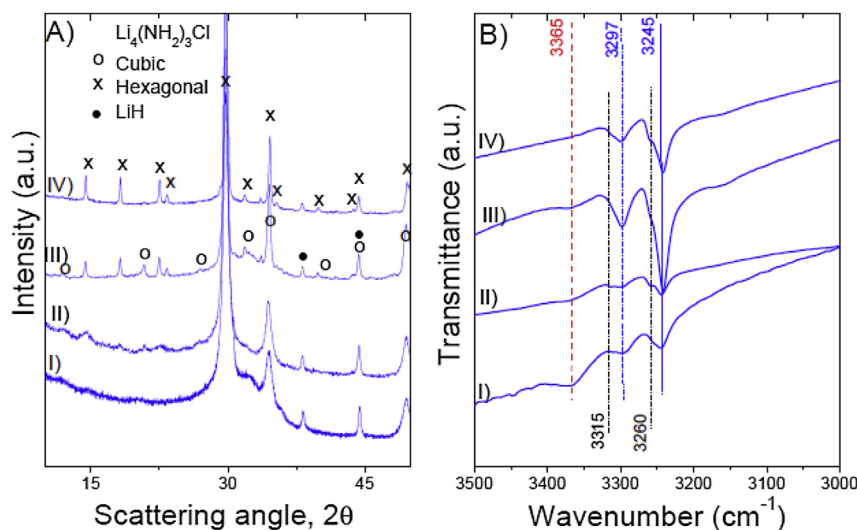 A)
Li₄(NH₂)₃Cl
o Cubic
x Hexagonal
• LiH
IV)
III)
II)
I)
Intensity (a.u.)
15 30 45
Scattering angle, 2θ
B)
3365
3297
3245
IV)
III)
II)
I)
3315
3260
Transmittance (a.u.)
3500 3400 3300 3200 3100 3000
Wavenumber (cm⁻¹)